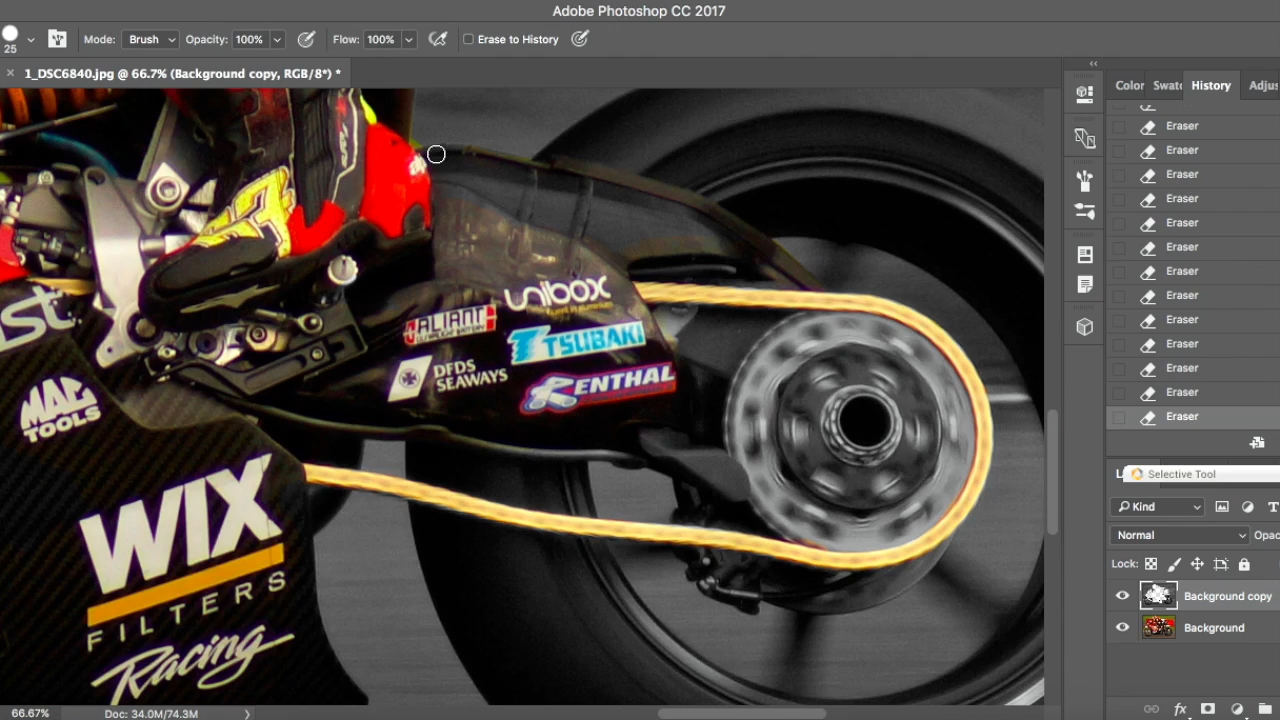 Adobe Photoshop CC 2017
25 Mode: Brush Opacity: 100% Flow: 100% Erase to History
× 1_DSC6840.jpg @ 66.7% (Background copy, RGB/8*) *
Color Swatc History Adjus
Eraser
Eraser
Eraser
Eraser
Eraser
Eraser
Eraser
Eraser
Eraser
Eraser
Eraser
Eraser
Eraser
Selective Tool
Kind
Normal Opac
Lock:
Background copy
Background
fx
unibox
ALIANT
TSUBAKI
DFDS
SEAWAYS
RENTHAL
MAC
TOOLS
WIX
FILTERS
Racing
66.67% Doc: 34.0M/74.3M